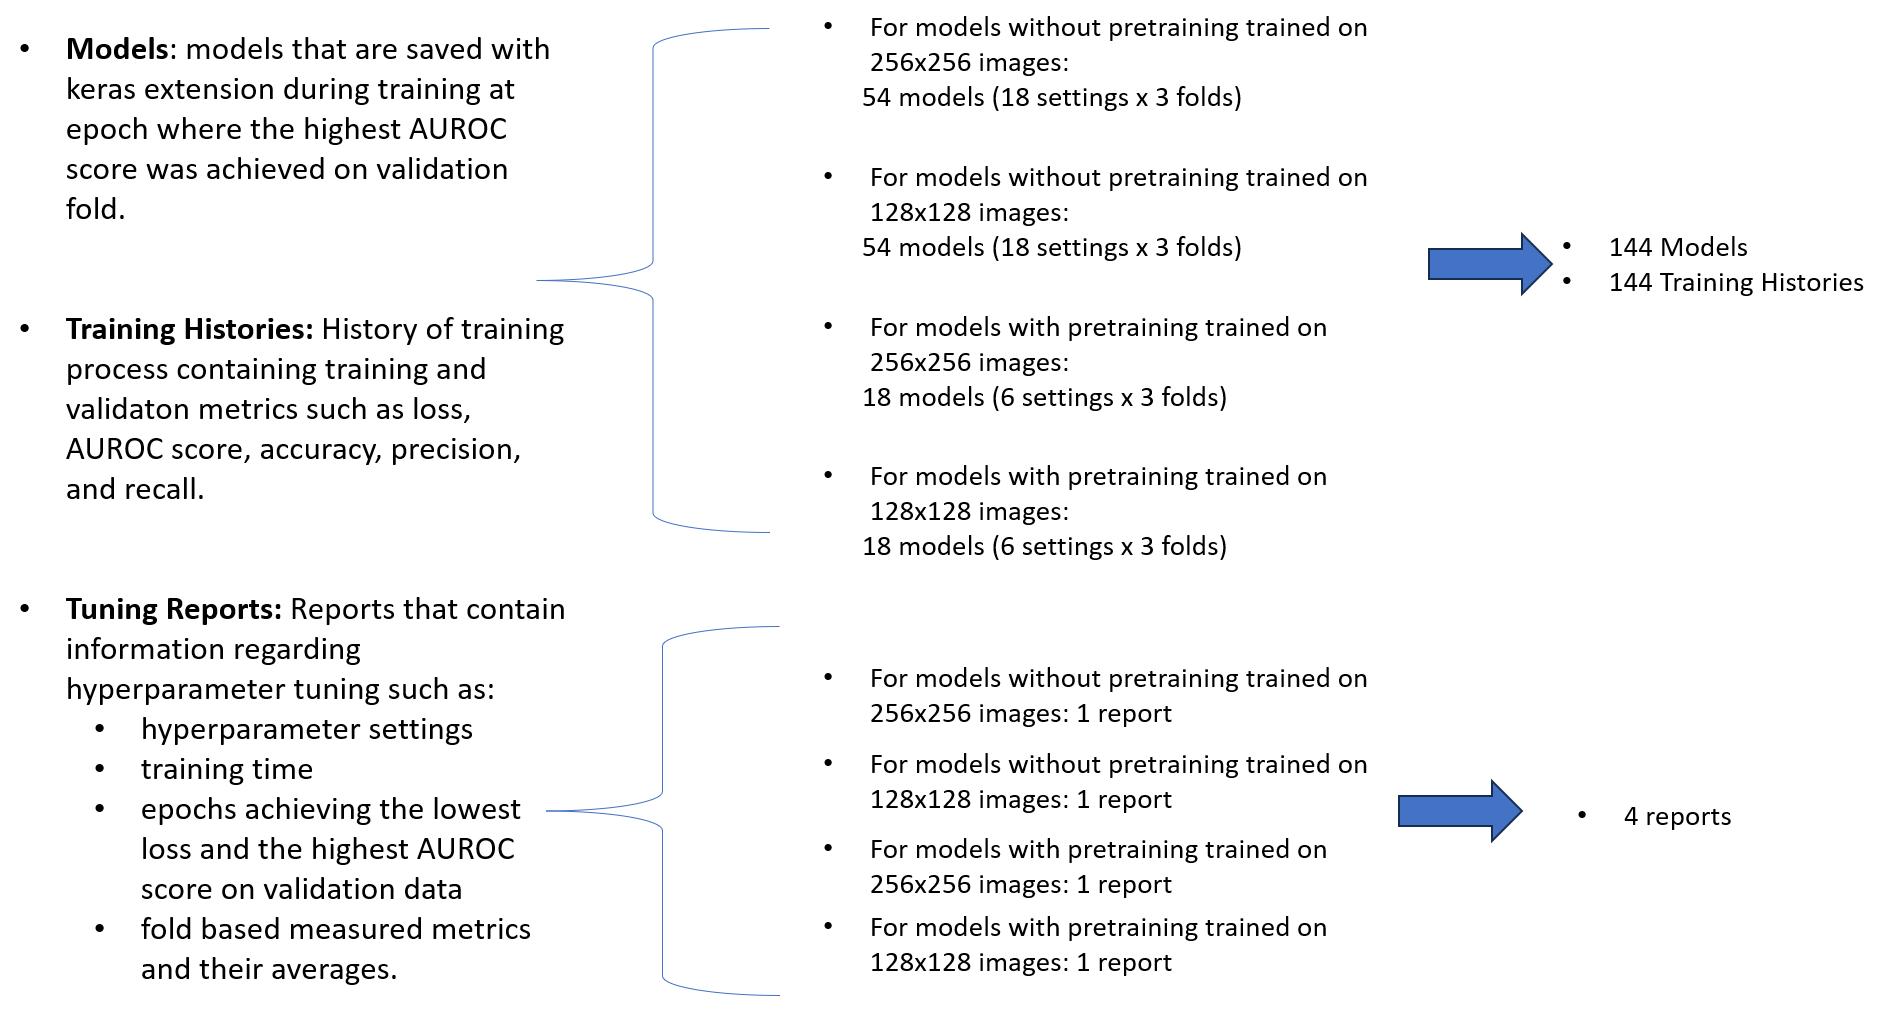 • Models: models that are saved with
keras extension during training at
epoch where the highest AUROC
score was achieved on validation
fold.
• Training Histories: History of training
process containing training and
validaton metrics such as loss,
AUROC score, accuracy, precision,
and recall.
• Tuning Reports: Reports that contain
information regarding
hyperparameter tuning such as:
• hyperparameter settings
• training time
• epochs achieving the lowest
loss and the highest AUROC
score on validation data
• fold based measured metrics
and their averages.
• For models without pretraining trained on
256x256 images:
54 models (18 settings x 3 folds)
• For models without pretraining trained on
128x128 images:
54 models (18 settings x 3 folds)
• For models with pretraining trained on
256x256 images:
18 models (6 settings x 3 folds)
• For models with pretraining trained on
128x128 images:
18 models (6 settings x 3 folds)
• 144 Models
• 144 Training Histories
• For models without pretraining trained on
256x256 images: 1 report
• For models without pretraining trained on
128x128 images: 1 report
• For models with pretraining trained on
256x256 images: 1 report
• For models with pretraining trained on
128x128 images: 1 report
• 4 reports